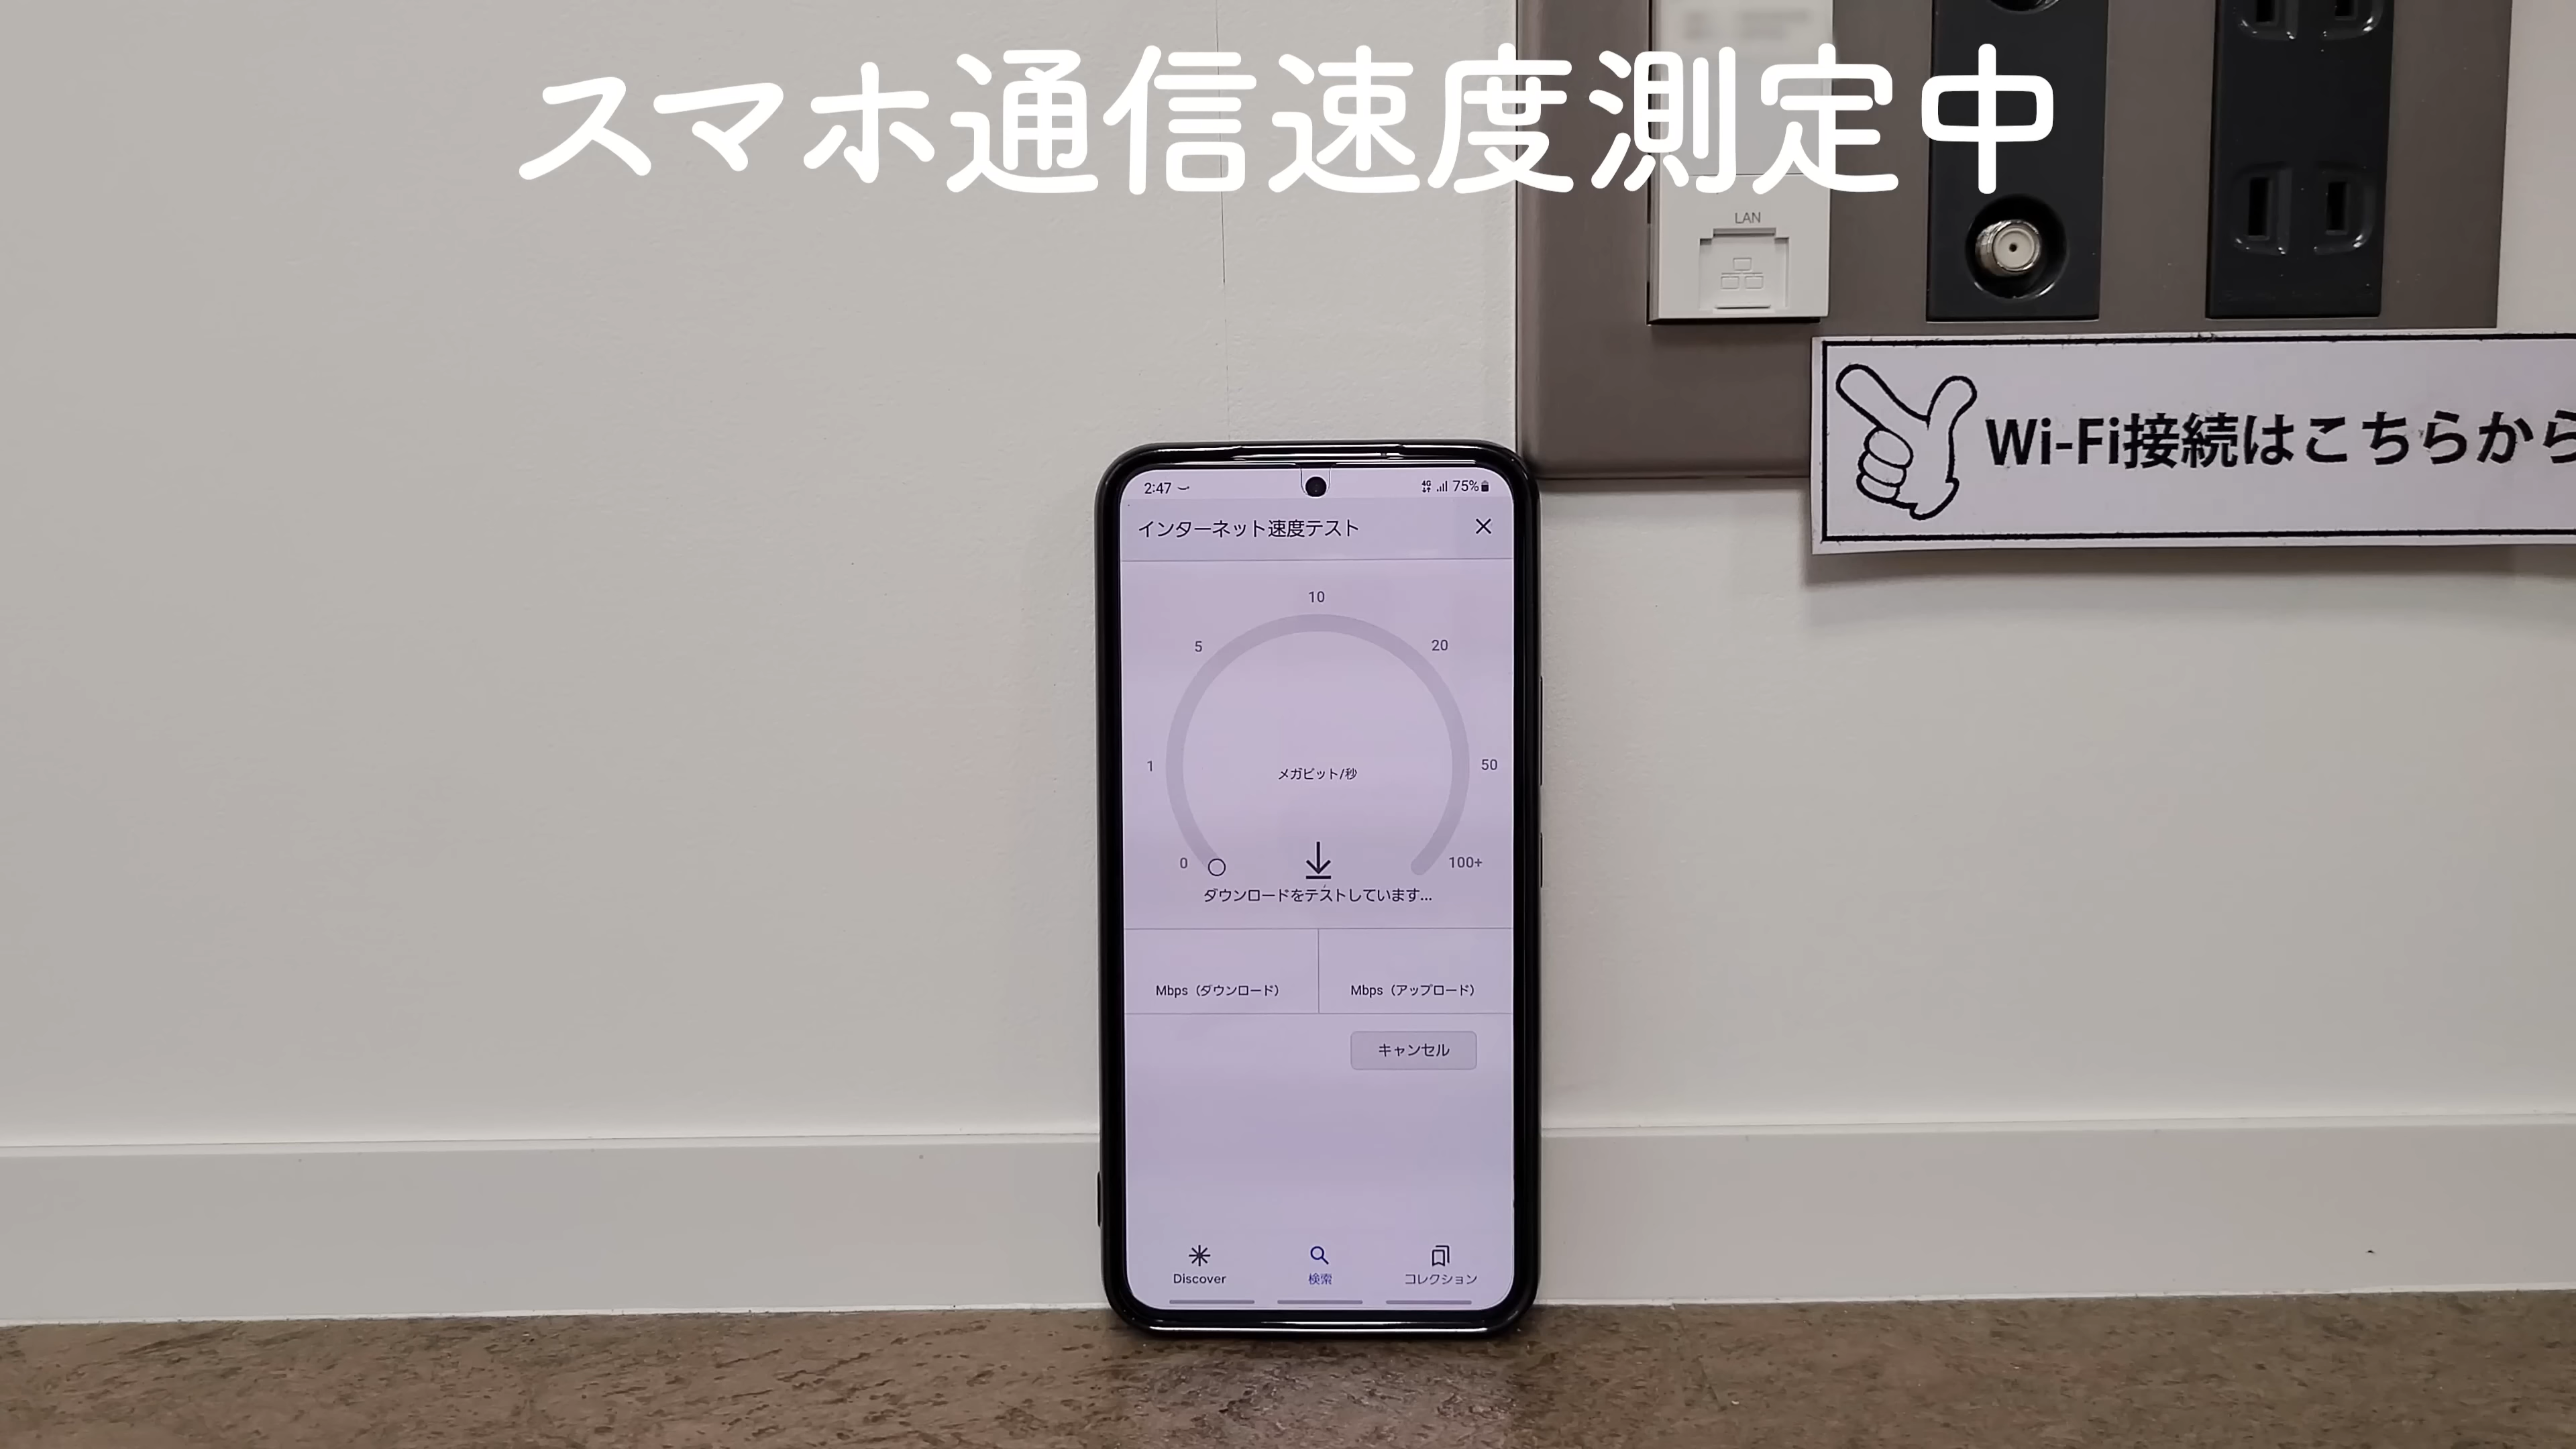 スマホ通信速度測定中
LAN
Wi-Fi接続はこちらから
2:47
4G 75%
インターネット速度テスト
10
5
20
1
50
メガビット/秒
0
100+
ダウンロードをテストしています...
Mbps（ダウンロード）
Mbps（アップロード）
キャンセル
Discover
検索
コレクション